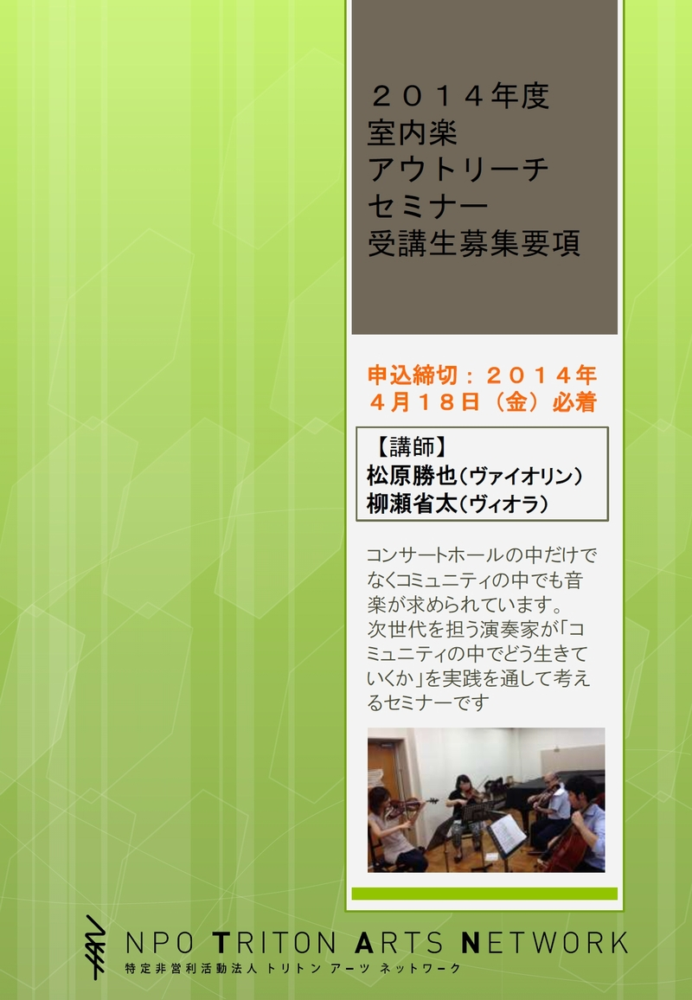 ２０１４年度
室内楽
アウトリーチ
セミナー
受講生募集要項
申込締切：２０１４年
４月１８日（金）必着
【講師】
松原勝也（ヴァイオリン）
柳瀬省太（ヴィオラ）
コンサートホールの中だけで
なくコミュニティの中でも音
楽が求められています。
次世代を担う演奏家が「コ
ミュニティの中でどう生きて
いくか」を実践を通して考え
るセミナーです
NPO TRITON ARTS NETWORK
特定非営利活動法人 トリトン アーツ ネットワーク